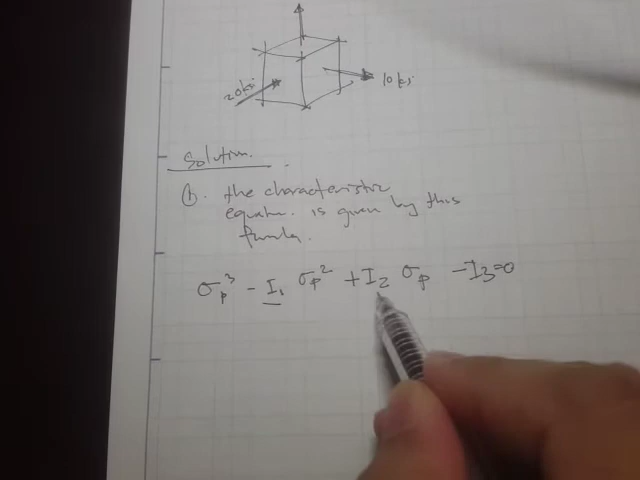 20ksi
10ksi
Solution.
①. the characteristic
equation. is given by this
formula.
σp³ - I₁ σp² + I₂ σp - I3=0